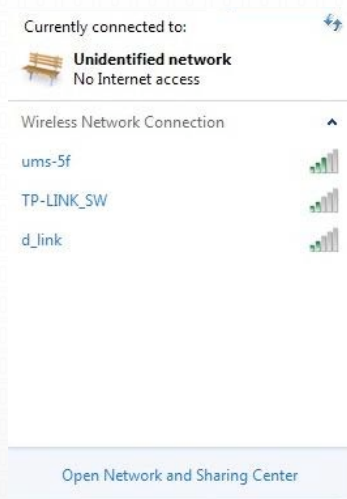 Currently connected to:
Unidentified network
No Internet access
Wireless Network Connection
ums-5f
TP-LINK_SW
d_link
Open Network and Sharing Center